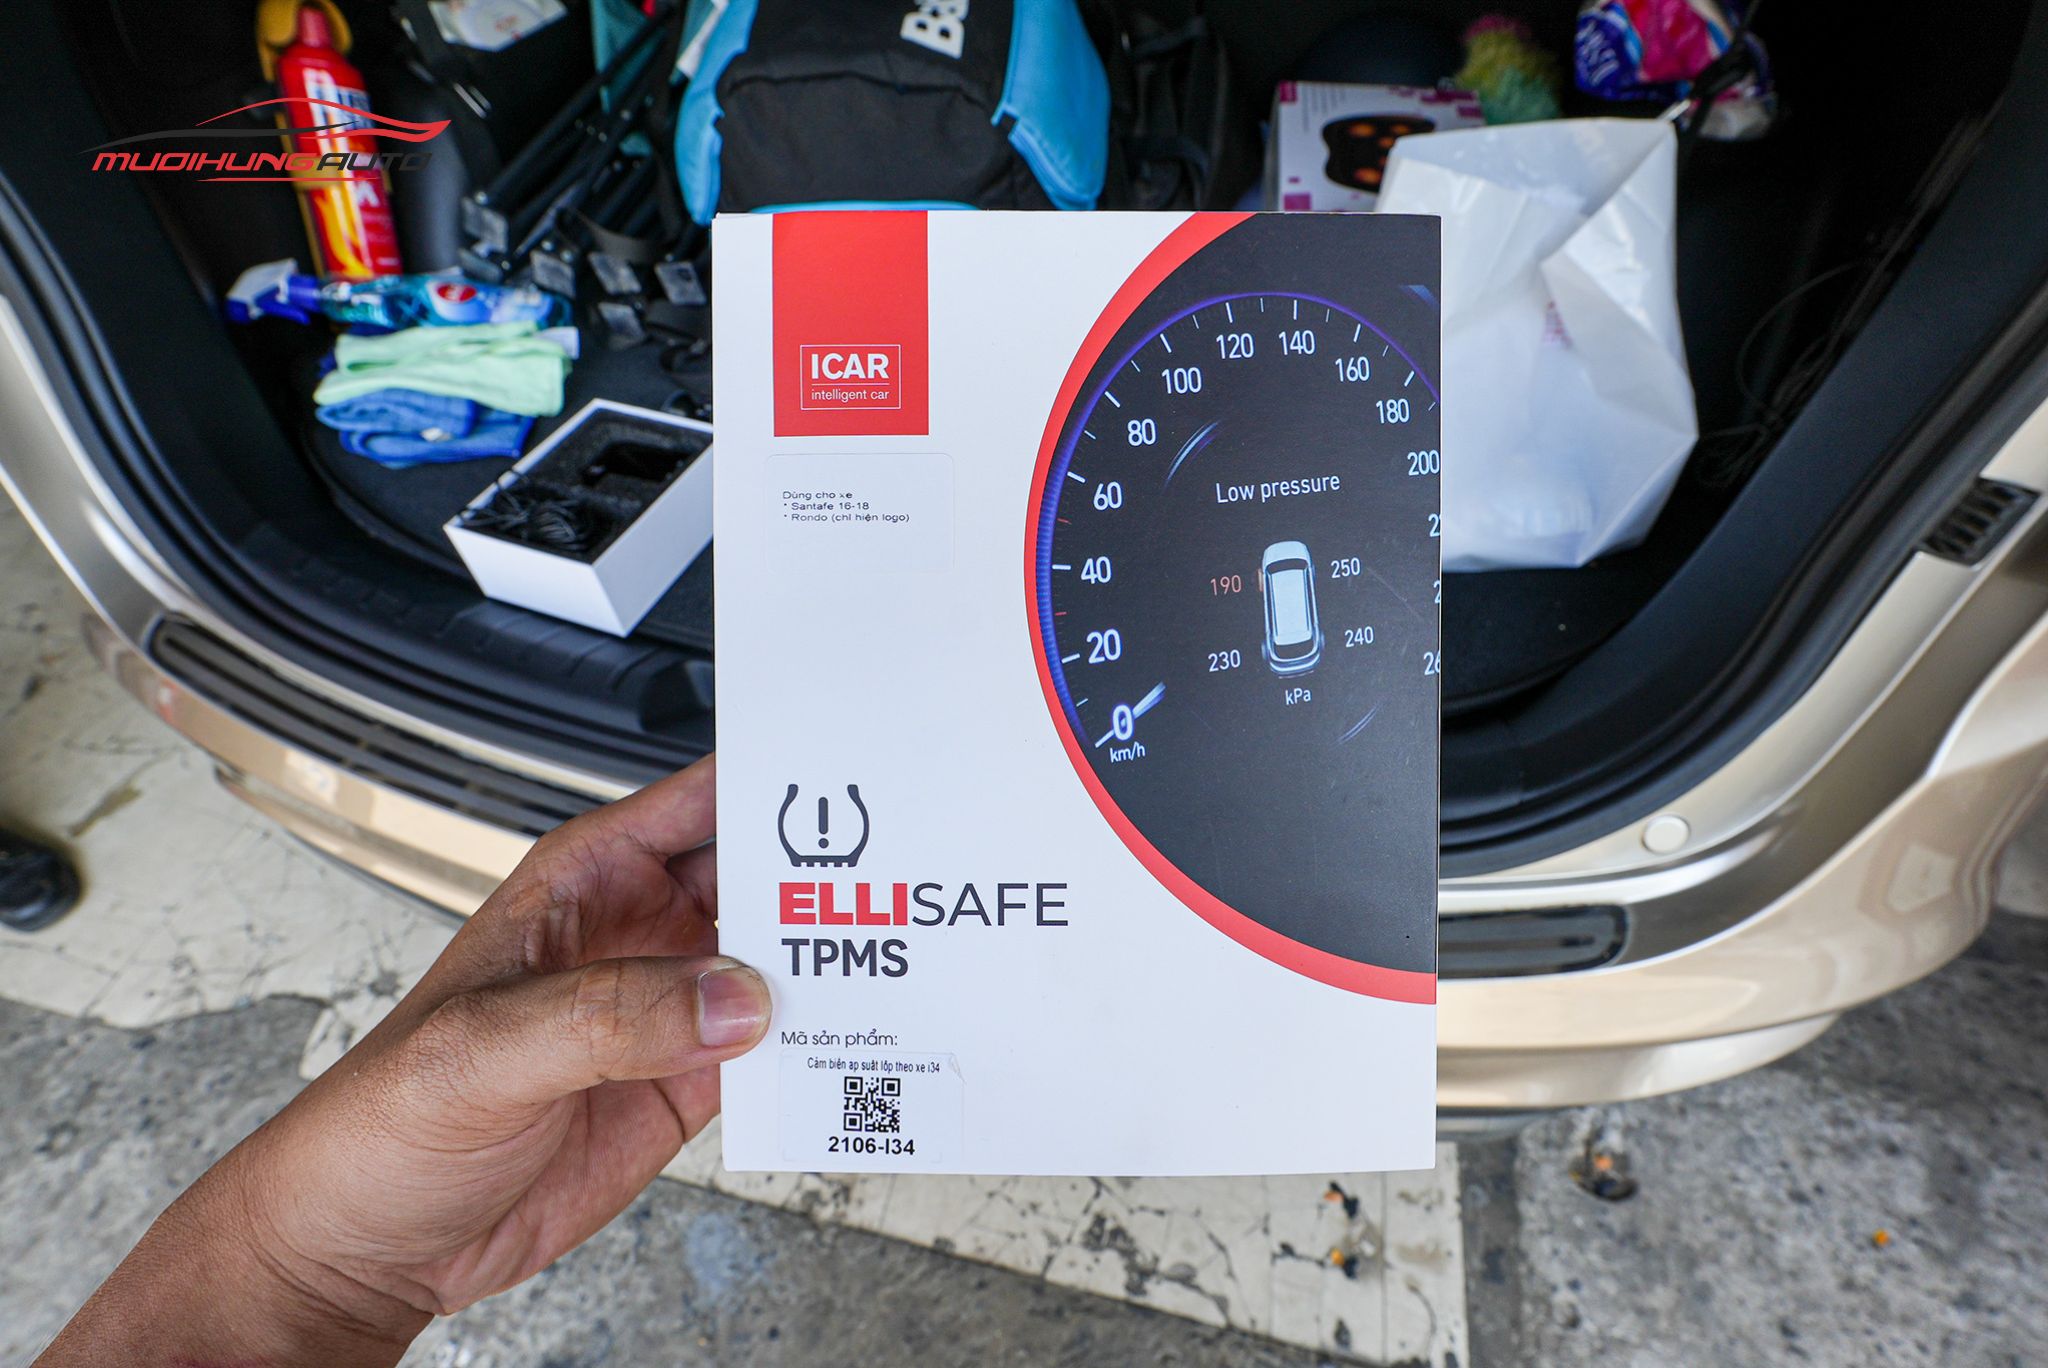 MUOIHUNGAUTO
ICAR
intelligent car
Dùng cho xe
* Santafe 16-18
* Rondo (chỉ hiện logo)
120 140
100 160
80 180
200
60
Low pressure
40
190 250
20
230 240
kPa
0
km/h
ELLISAFE
TPMS
Mã sản phẩm:
Cảm biến áp suất lốp theo xe i34
2106-I34